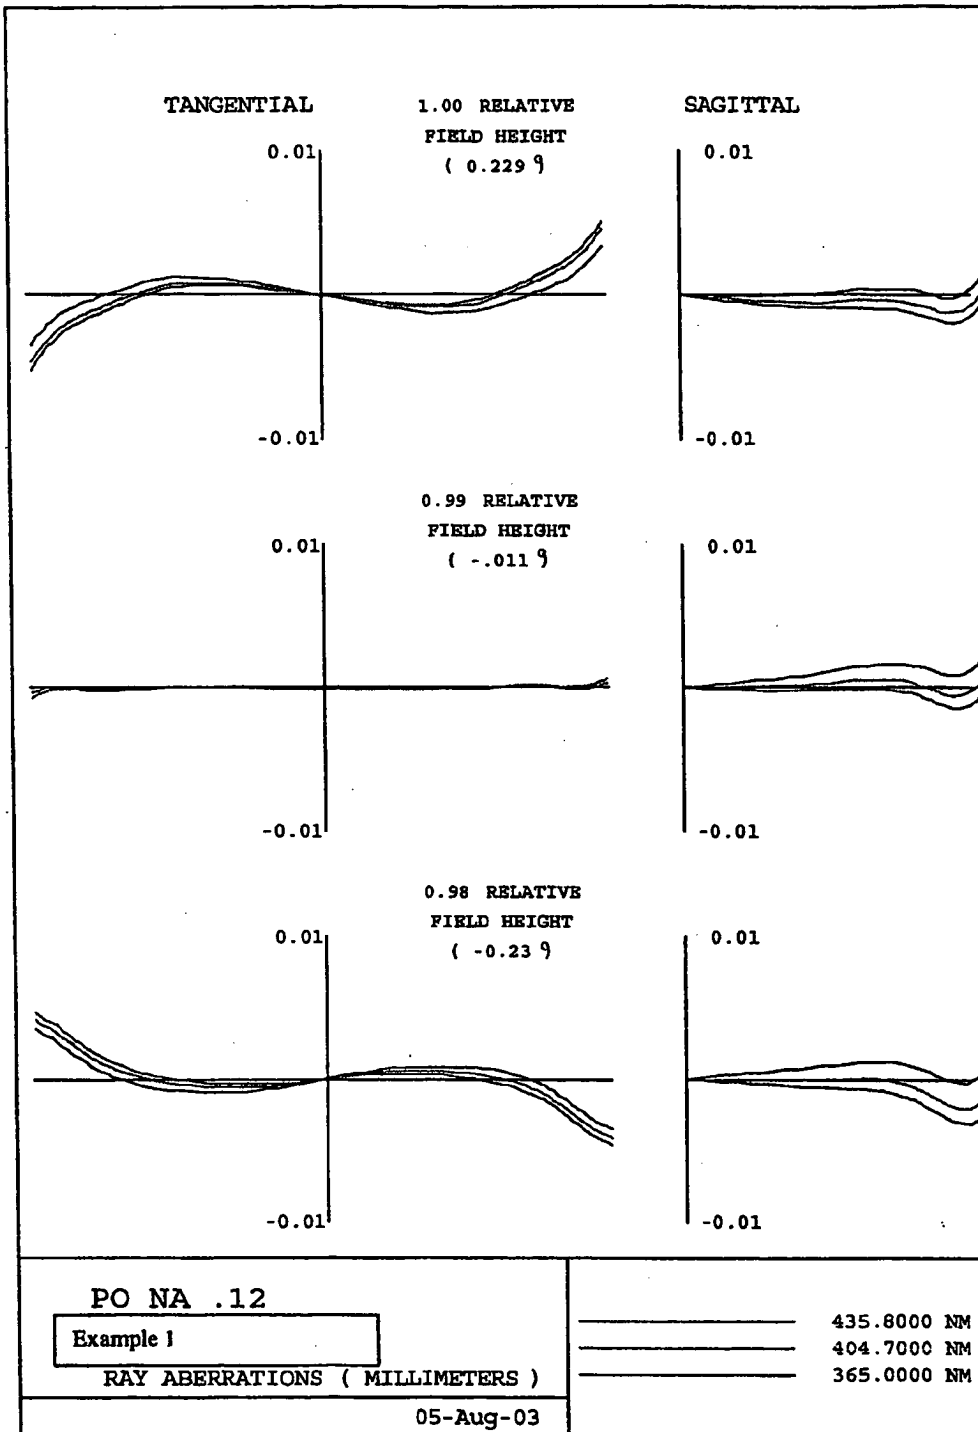 TANGENTIAL 1.00 RELATIVE SAGITTAL
FIELD HEIGHT
0.01 0.01
( 0.229 °)
-0.01 -0.01
0.99 RELATIVE
FIELD HEIGHT
0.01 0.01
( -.011 °)
-0.01 -0.01
0.98 RELATIVE
FIELD HEIGHT
0.01 0.01
( -0.23 °)
-0.01 -0.01
PO NA .12
Example 1
RAY ABERRATIONS ( MILLIMETERS )
05-Aug-03
435.8000 NM
404.7000 NM
365.0000 NM